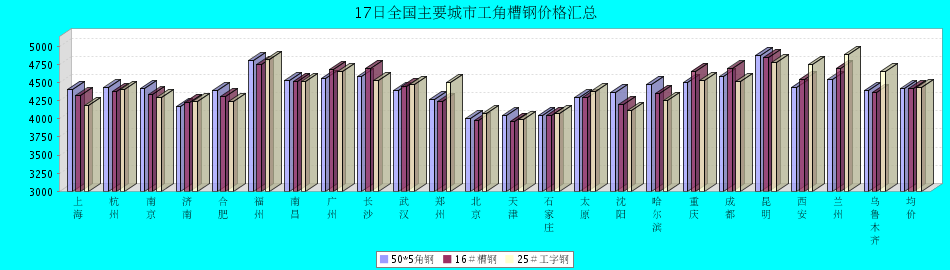 17日全国主要城市工角槽钢价格汇总
5000
4750
4500
4250
4000
3750
3500
3250
3000
上海
杭州
南京
济南
合肥
福州
南昌
广州
长沙
武汉
郑州
北京
天津
石家庄
太原
沈阳
哈尔滨
重庆
成都
昆明
西安
兰州
乌鲁木齐
均价
50*5角钢
16#槽钢
25#工字钢